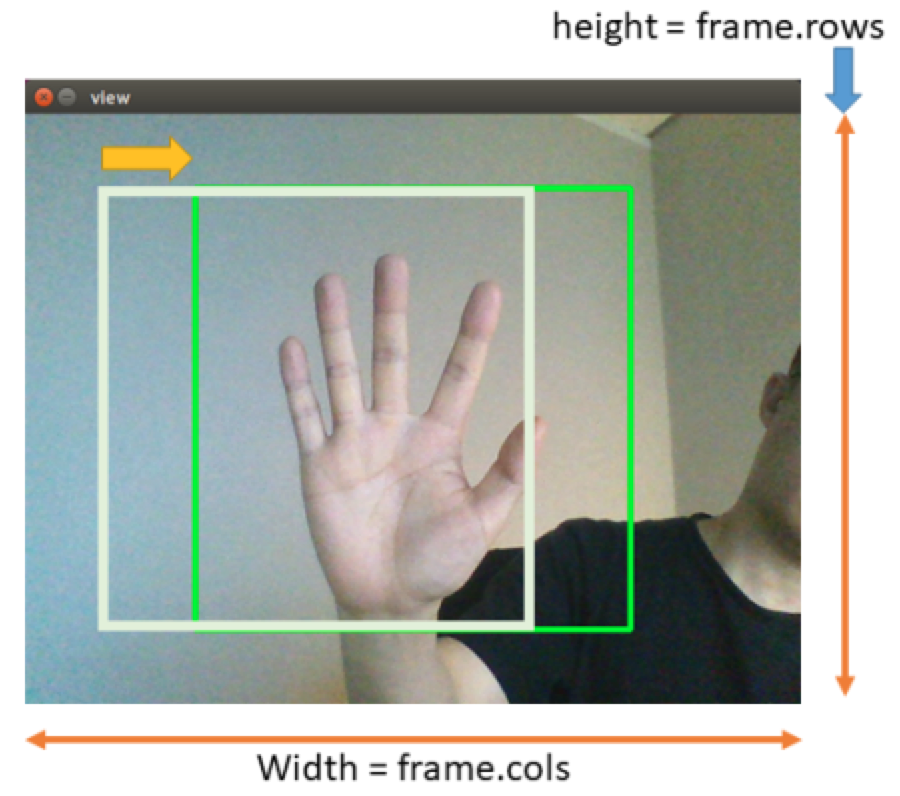 height = frame.rows
view
Width = frame.cols